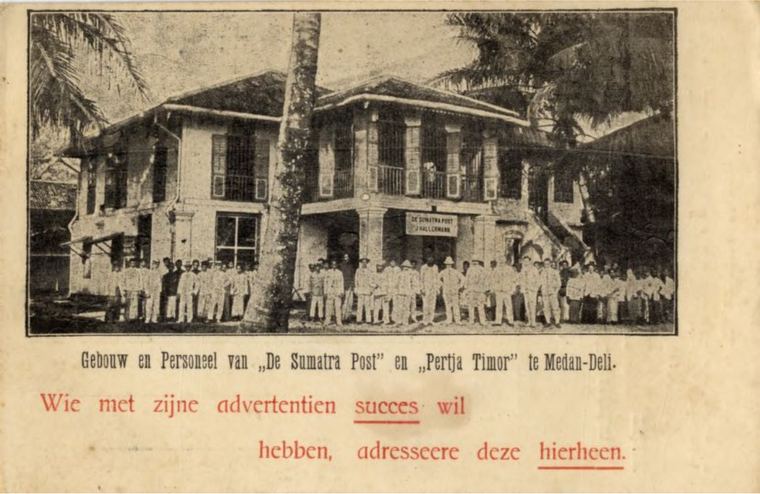 DE SUMATRA POST
J. HALLERMANN
Gebouw en Personeel van „De Sumatra Post” en „Pertja Timor” te Medan-Deli.
Wie met zijne advertentien succes wil
hebben, adresseere deze hierheen.